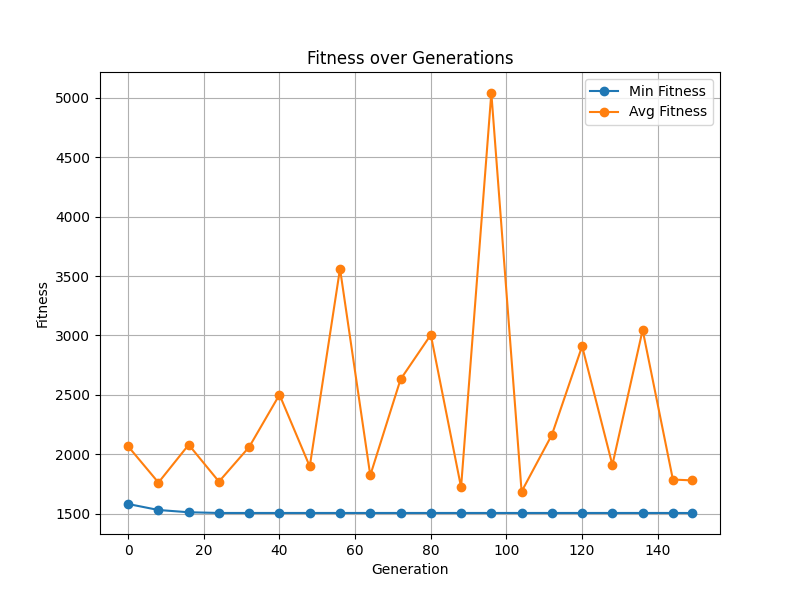 Fitness over Generations
Min Fitness
Avg Fitness
5000
4500
4000
3500
3000
2500
2000
1500
Fitness
0 20 40 60 80 100 120 140
Generation